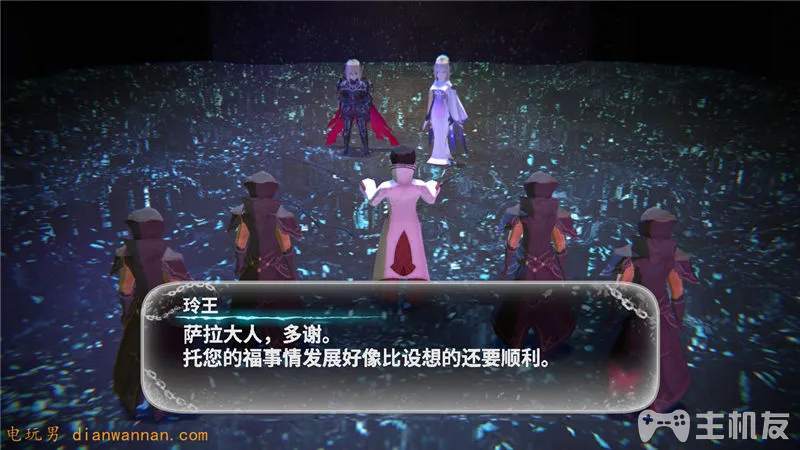 玲王
萨拉大人，多谢。
托您的福事情发展好像比设想的还要顺利。
电玩男 dianwannan.com
主机友